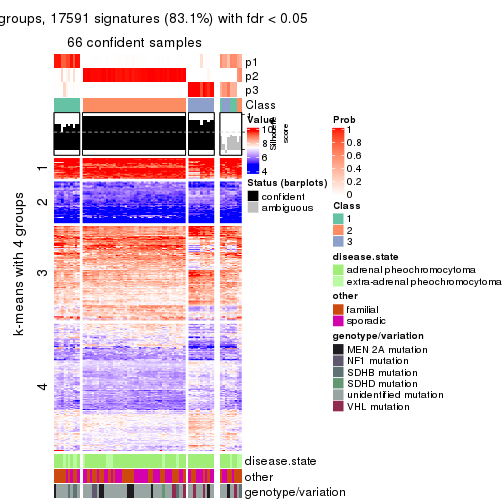 groups, 17591 signatures (83.1%) with fdr < 0.05
66 confident samples
p1
p2
p3
Class
k-means with 4 groups
1
2
3
4
Silhouette
score
Value
10
8
6
4
Status (barplots)
confident
ambiguous
Prob
1
0.8
0.6
0.4
0.2
0
Class
1
2
3
disease.state
adrenal pheochromocytoma
extra-adrenal pheochromocytoma
other
familial
sporadic
genotype/variation
MEN 2A mutation
NF1 mutation
SDHB mutation
SDHD mutation
unidentified mutation
VHL mutation
disease.state
other
genotype/variation